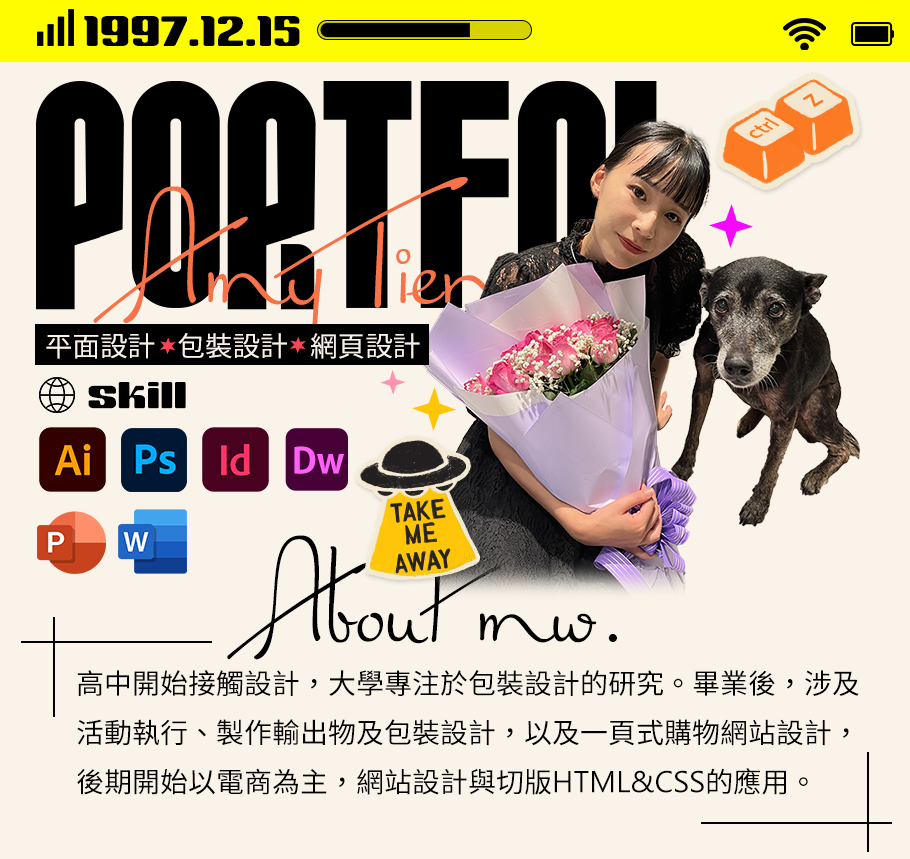 1997.12.15
PORTFOL
ctrl
Z
Amy Tien
平面設計★包裝設計★網頁設計
skill
Ai Ps Id Dw
P W
TAKE
ME
AWAY
About mw.
高中開始接觸設計，大學專注於包裝設計的研究。畢業後，涉及
活動執行、製作輸出物及包裝設計，以及一頁式購物網站設計，
後期開始以電商為主，網站設計與切版HTML&CSS的應用。